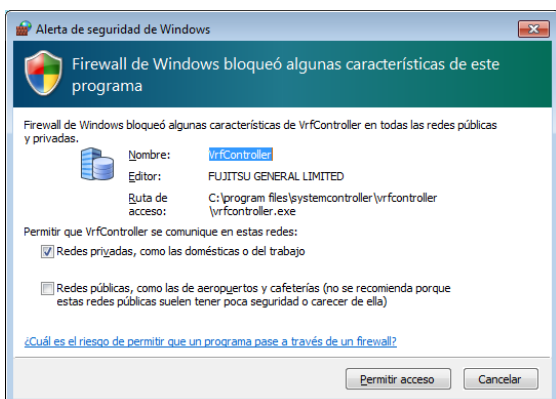 Alerta de seguridad de Windows
Firewall de Windows bloqueó algunas características de este
programa
Firewall de Windows bloqueó algunas características de VrfController en todas las redes públicas
y privadas.
Nombre: VrfController
Editor: FUJITSU GENERAL LIMITED
Ruta de acceso: C:\program files\systemcontroller\vrfcontroller
\vrfcontroller.exe
Permitir que VrfController se comunique en estas redes:
Redes privadas, como las domésticas o del trabajo
Redes públicas, como las de aeropuertos y cafeterías (no se recomienda porque
estas redes públicas suelen tener poca seguridad o carecer de ella)
¿Cuál es el riesgo de permitir que un programa pase a través de un firewall?
Permitir acceso Cancelar